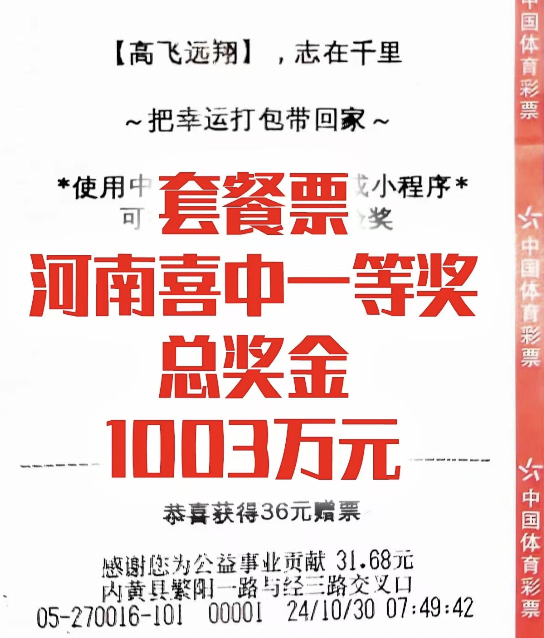 【高飞远翔】，志在千里
～把幸运打包带回家～
*使用中 或小程序*
可 奖
套餐票
河南喜中一等奖
总奖金
1003万元
恭喜获得36元赠票
感谢您为公益事业贡献 31.68元
内黄县繁阳一路与经三路交叉口
05-270016-101 00001 24/10/30 07:49:42
中国体育彩票
中国体育彩票
中国体育彩票